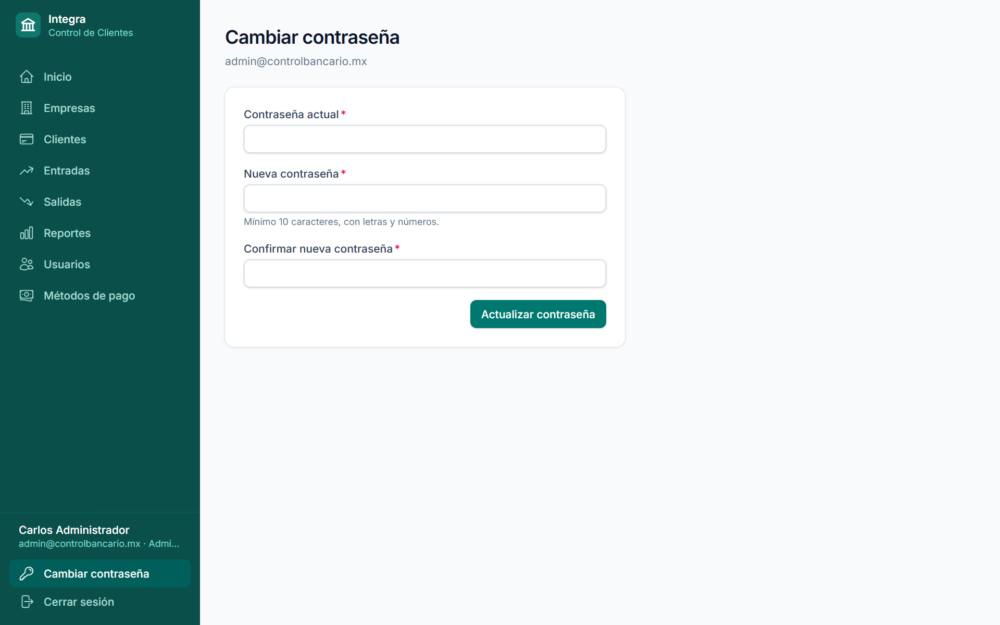 Integra
Control de Clientes
Inicio
Empresas
Clientes
Entradas
Salidas
Reportes
Usuarios
Métodos de pago
Carlos Administrador
admin@controlbancario.mx · Admi...
Cambiar contraseña
Cerrar sesión
Cambiar contraseña
admin@controlbancario.mx
Contraseña actual *
Nueva contraseña *
Mínimo 10 caracteres, con letras y números.
Confirmar nueva contraseña *
Actualizar contraseña